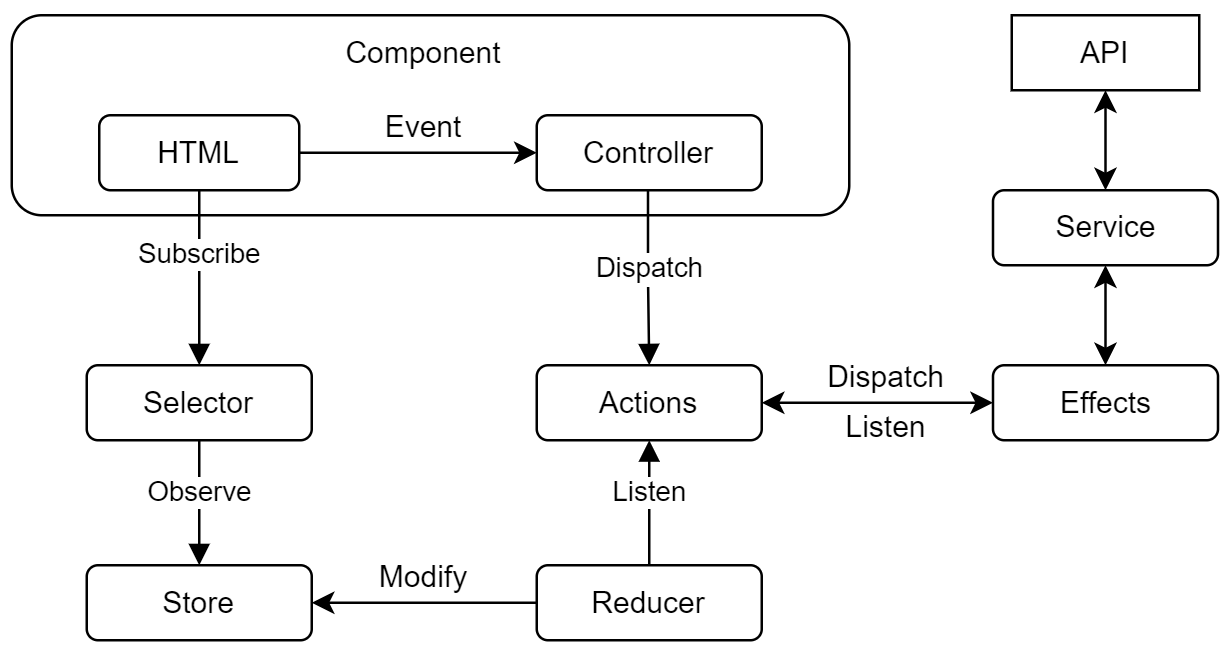 Component
API
HTML
Event
Controller
Service
Subscribe
Dispatch
Selector
Actions
Dispatch
Listen
Effects
Observe
Listen
Store
Modify
Reducer